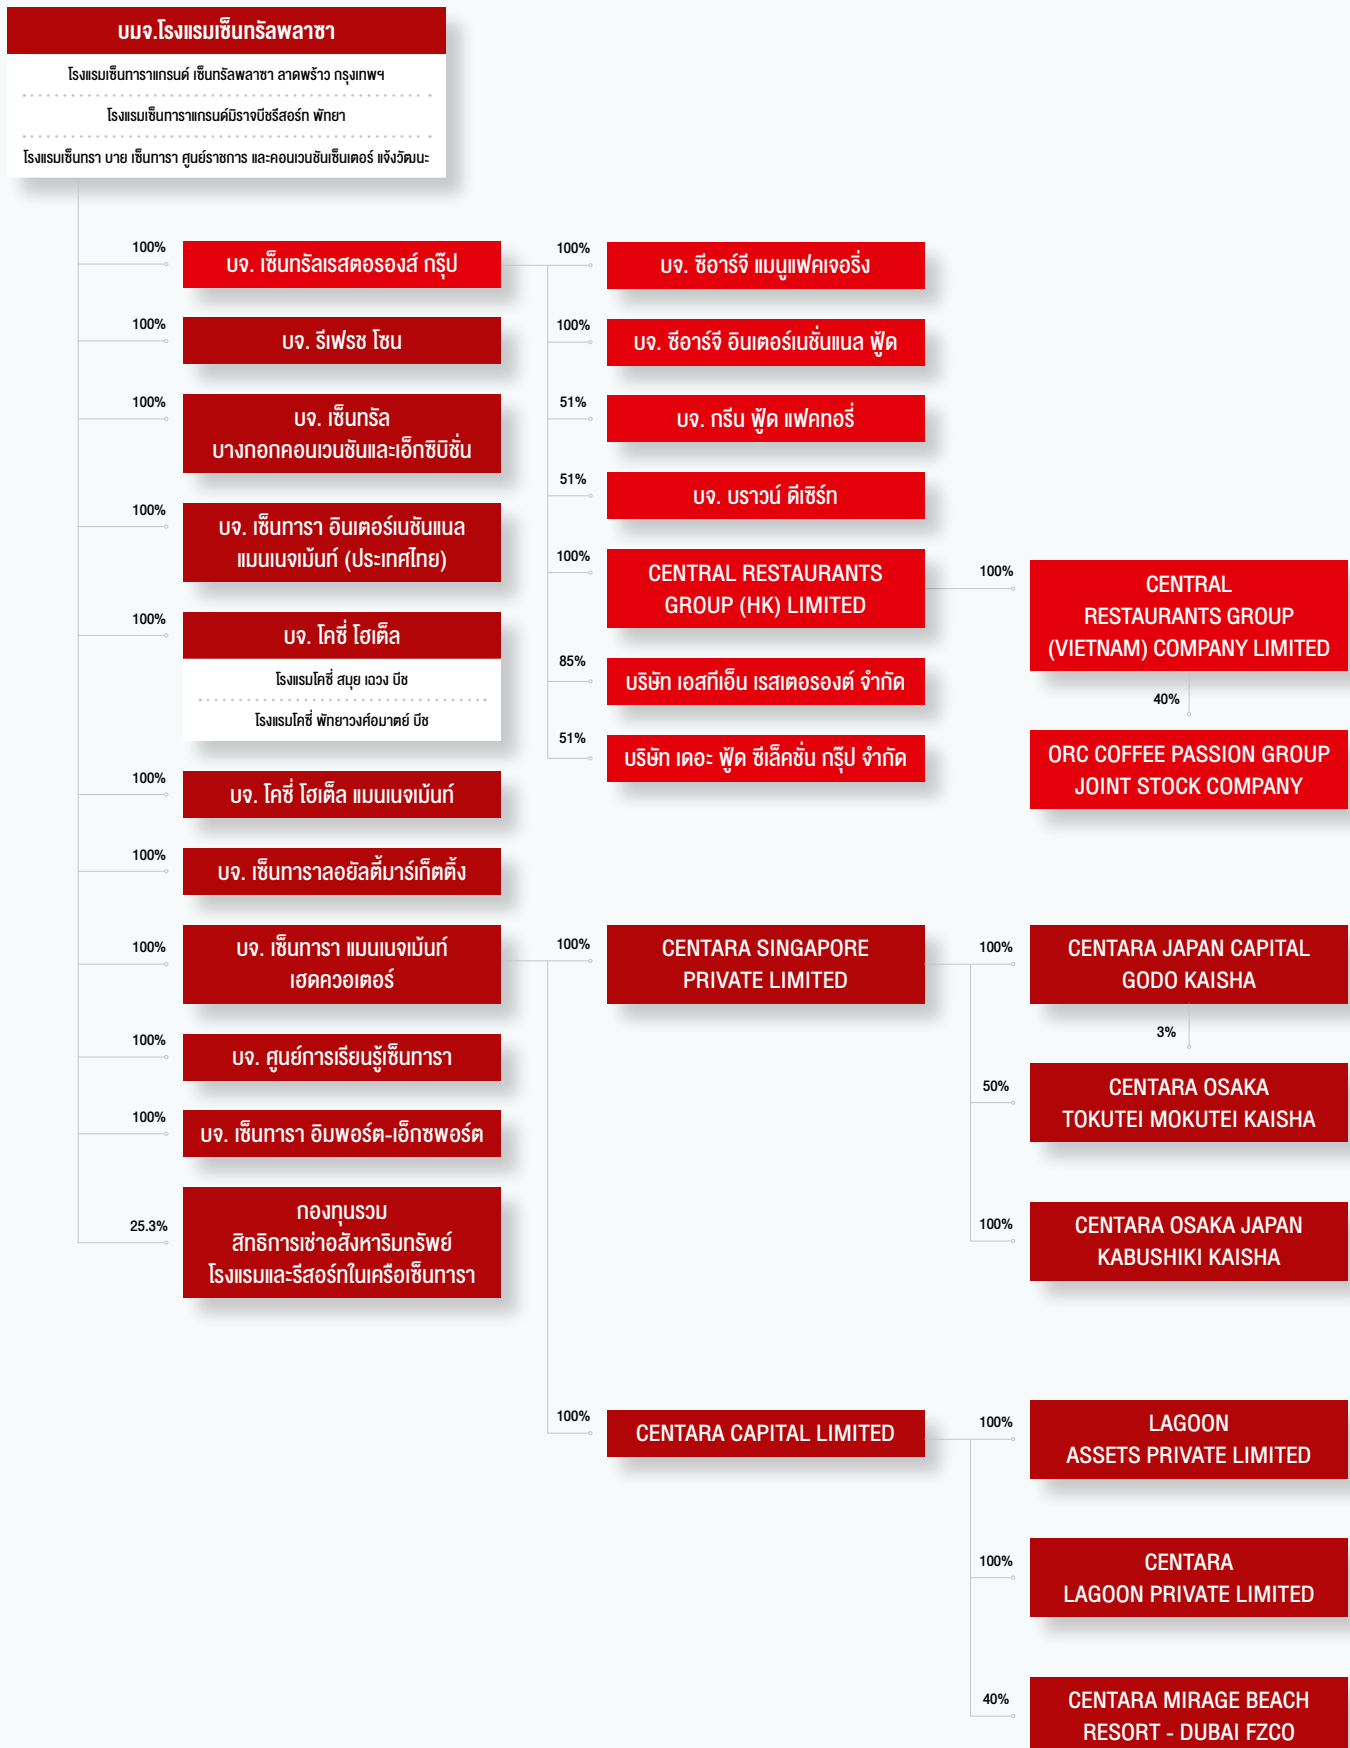 บมจ.โรงแรมเซ็นทรัลพลาซา
โรงแรมเซ็นทาราแกรนด์ เซ็นทรัลพลาซา ลาดพร้าว กรุงเทพฯ
โรงแรมเซ็นทาราแกรนด์มิราจบีชรีสอร์ท พัทยา
โรงแรมเซ็นทรา บาย เซ็นทารา ศูนย์ราชการ และคอนเวนชันเซ็นเตอร์ แจ้งวัฒนะ
100%
บจ. เซ็นทรัลเรสตอรองส์ กรุ๊ป
100%
บจ. รีเฟรช โซน
100%
บจ. เซ็นทรัล
บางกอกคอนเวนชันและเอ็กซิบิชั่น
100%
บจ. เซ็นทารา อินเตอร์เนชันแนล
แมนเนจเม้นท์ (ประเทศไทย)
100%
บจ. โคซี่ โฮเต็ล
โรงแรมโคซี่ สมุย เฉวง บีช
โรงแรมโคซี่ พัทยาวงศ์อมาตย์ บีช
100%
บจ. โคซี่ โฮเต็ล แมนเนจเม้นท์
100%
บจ. เซ็นทาราลอยัลตี้มาร์เก็ตติ้ง
100%
บจ. เซ็นทารา แมนเนจเม้นท์
เฮดควอเตอร์
100%
บจ. ศูนย์การเรียนรู้เซ็นทารา
100%
บจ. เซ็นทารา อิมพอร์ต-เอ็กซพอร์ต
25.3%
กองทุนรวม
สิทธิการเช่าอสังหาริมทรัพย์
โรงแรมและรีสอร์ทในเครือเซ็นทารา
100%
บจ. ซีอาร์จี แมนูแฟคเจอริ่ง
100%
บจ. ซีอาร์จี อินเตอร์เนชั่นแนล ฟู้ด
51%
บจ. กรีน ฟู้ด แฟคทอรี่
51%
บจ. บราวน์ ดีเซิร์ท
100%
CENTRAL RESTAURANTS
GROUP (HK) LIMITED
85%
บริษัท เอสทีเอ็น เรสเตอรองต์ จำกัด
51%
บริษัท เดอะ ฟู้ด ซีเล็คชั่น กรุ๊ป จำกัด
100%
CENTRAL
RESTAURANTS GROUP
(VIETNAM) COMPANY LIMITED
40%
ORC COFFEE PASSION GROUP
JOINT STOCK COMPANY
100%
CENTARA SINGAPORE
PRIVATE LIMITED
100%
CENTARA JAPAN CAPITAL
GODO KAISHA
3%
50%
CENTARA OSAKA
TOKUTEI MOKUTEI KAISHA
100%
CENTARA OSAKA JAPAN
KABUSHIKI KAISHA
100%
CENTARA CAPITAL LIMITED
100%
LAGOON
ASSETS PRIVATE LIMITED
100%
CENTARA
LAGOON PRIVATE LIMITED
40%
CENTARA MIRAGE BEACH
RESORT - DUBAI FZCO